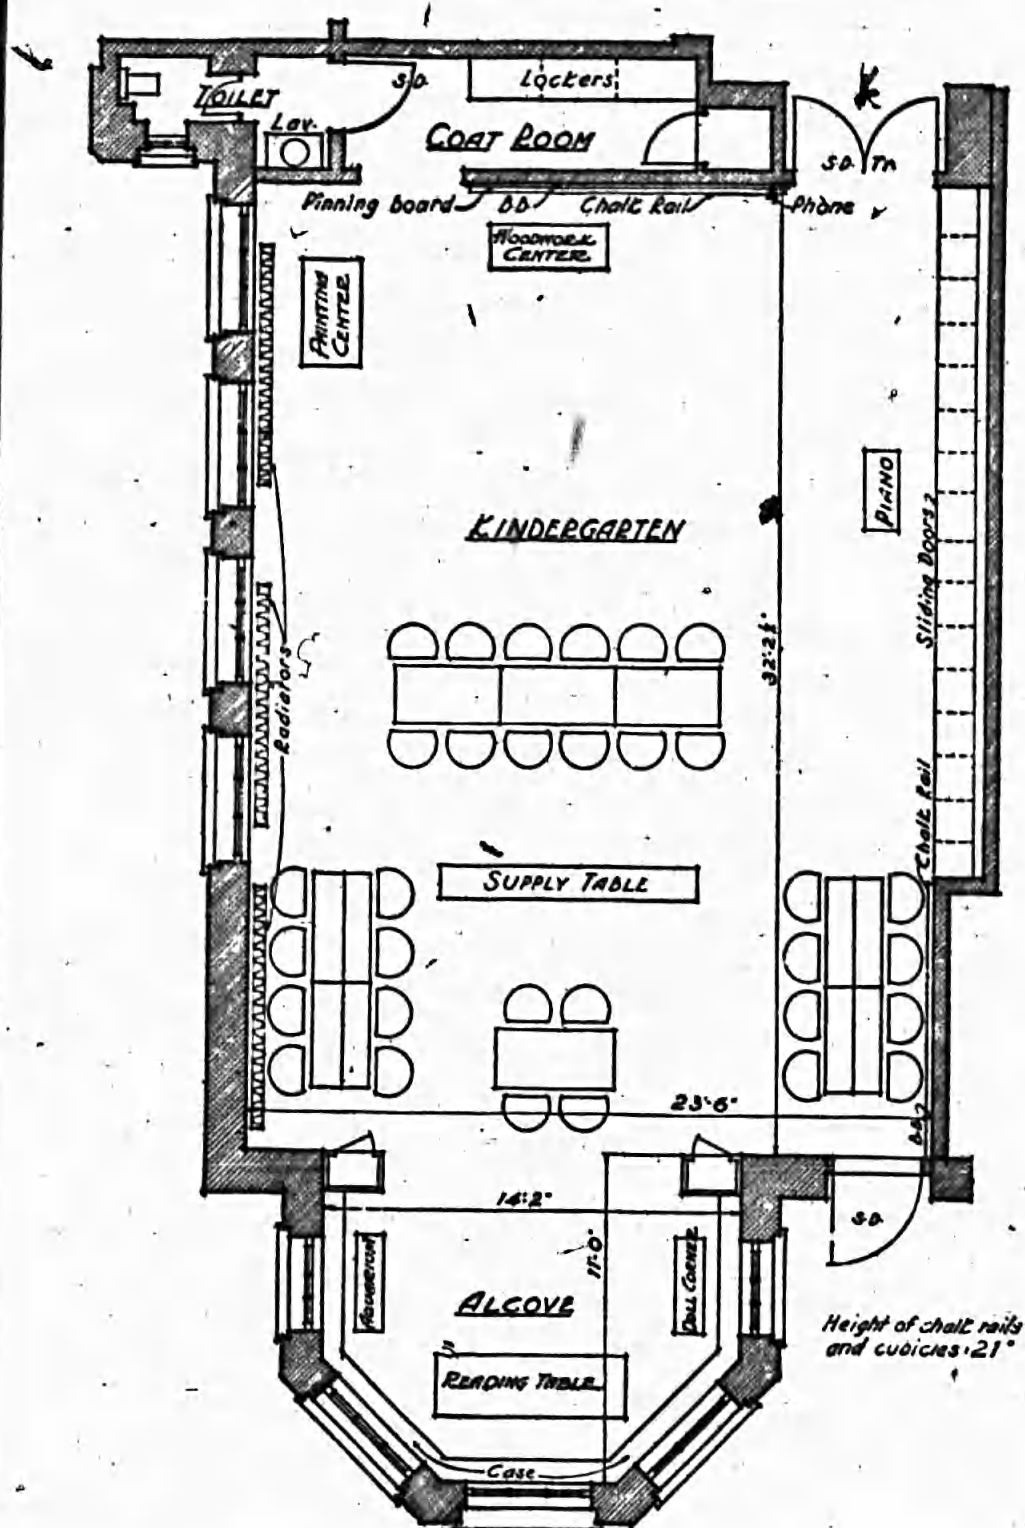 TOILET
S.D.
Lockers
Lav.
COAT ROOM
S.D. Tn.
Pinning board
B.B
Chalk Rail
Phone
WOODWORK
CENTER
PAINTING
CENTER
PIANO
KINDERGARTEN
Sliding Doors
32'-2½"
Radiators
Chalk Rail
SUPPLY TABLE
23'-6"
B.B.
14'-2"
S.D.
11'-0"
AQUARIUM
DOLL CORNER
ALCOVE
Height of chalk rails
and cubicles · 21"
READING TABLE
Case